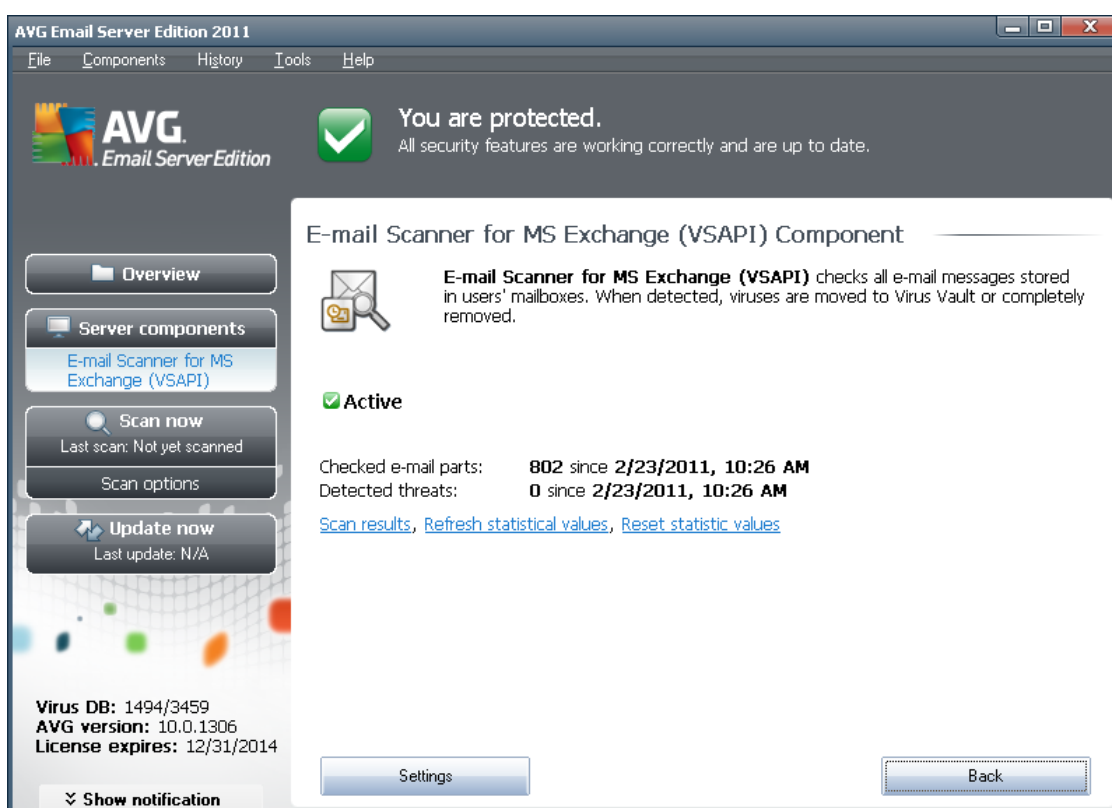 AVG Email Server Edition 2011
File Components History Tools Help
AVG.
Email Server Edition
You are protected.
All security features are working correctly and are up to date.
E-mail Scanner for MS Exchange (VSAPI) Component
Overview
Server components
E-mail Scanner for MS
Exchange (VSAPI)
Scan now
Last scan: Not yet scanned
Scan options
Update now
Last update: N/A
Virus DB: 1494/3459
AVG version: 10.0.1306
License expires: 12/31/2014
Show notification
E-mail Scanner for MS Exchange (VSAPI) checks all e-mail messages stored
in users' mailboxes. When detected, viruses are moved to Virus Vault or completely
removed.
Active
Checked e-mail parts: 802 since 2/23/2011, 10:26 AM
Detected threats: 0 since 2/23/2011, 10:26 AM
Scan results, Refresh statistical values, Reset statistic values
Settings
Back